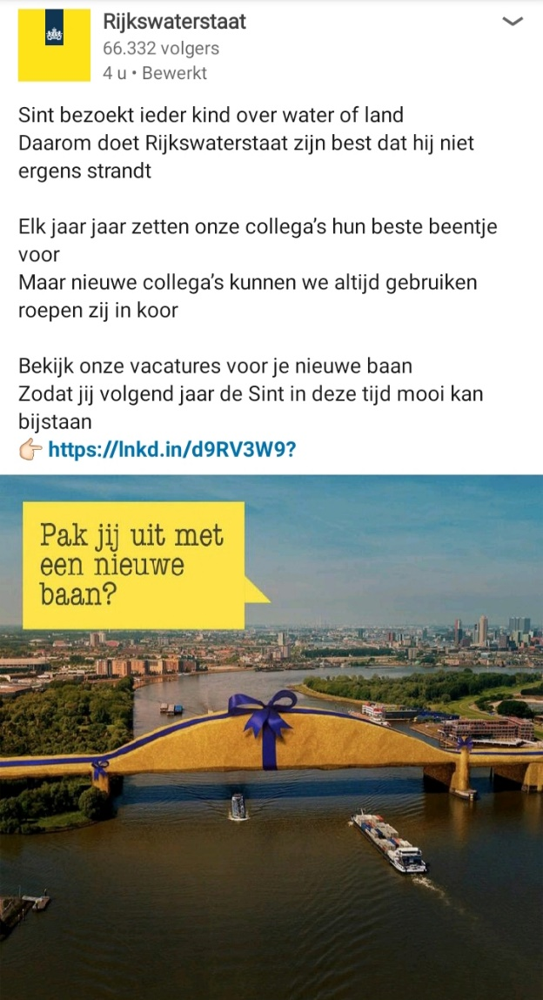 Rijkswaterstaat
66.332 volgers
4 u • Bewerkt
Sint bezoekt ieder kind over water of land
Daarom doet Rijkswaterstaat zijn best dat hij niet
ergens strandt
Elk jaar jaar zetten onze collega's hun beste beentje
voor
Maar nieuwe collega's kunnen we altijd gebruiken
roepen zij in koor
Bekijk onze vacatures voor je nieuwe baan
Zodat jij volgend jaar de Sint in deze tijd mooi kan
bijstaan
👉 https://lnkd.in/d9RV3W9?
Pak jij uit met
een nieuwe
baan?